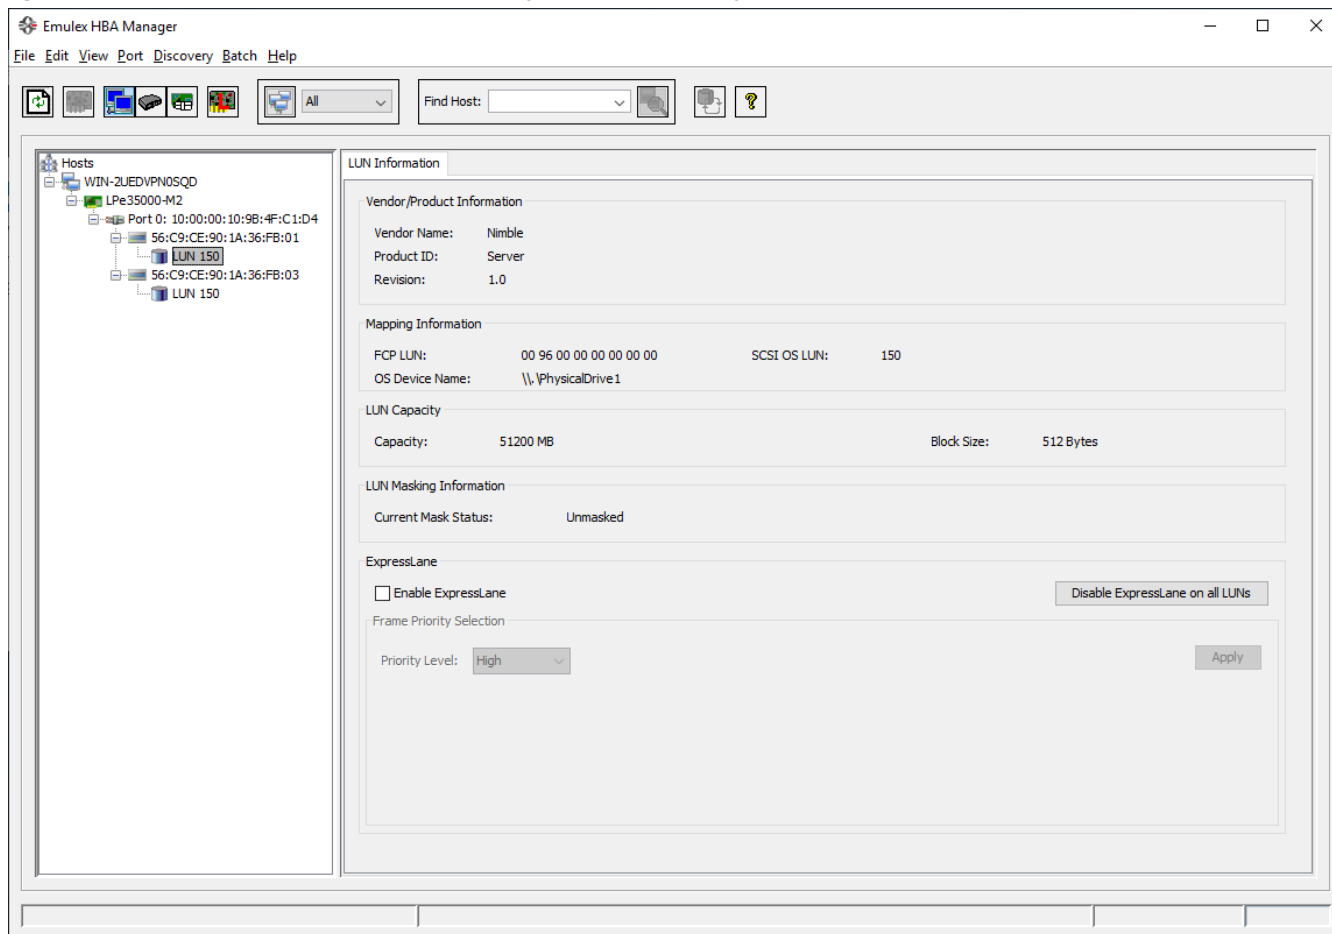 Emulex HBA Manager
File Edit View Port Discovery Batch Help
All
Find Host:
?
Hosts
WIN-2UEDVPN0SQD
LPe35000-M2
Port 0: 10:00:00:10:9B:4F:C1:D4
56:C9:CE:90:1A:36:FB:01
LUN 150
56:C9:CE:90:1A:36:FB:03
LUN 150
LUN Information
Vendor/Product Information
Vendor Name: Nimble
Product ID: Server
Revision: 1.0
Mapping Information
FCP LUN: 00 96 00 00 00 00 00 00 SCSI OS LUN: 150
OS Device Name: \\.\PhysicalDrive1
LUN Capacity
Capacity: 51200 MB Block Size: 512 Bytes
LUN Masking Information
Current Mask Status: Unmasked
ExpressLane
Enable ExpressLane Disable ExpressLane on all LUNs
Frame Priority Selection
Priority Level: High Apply